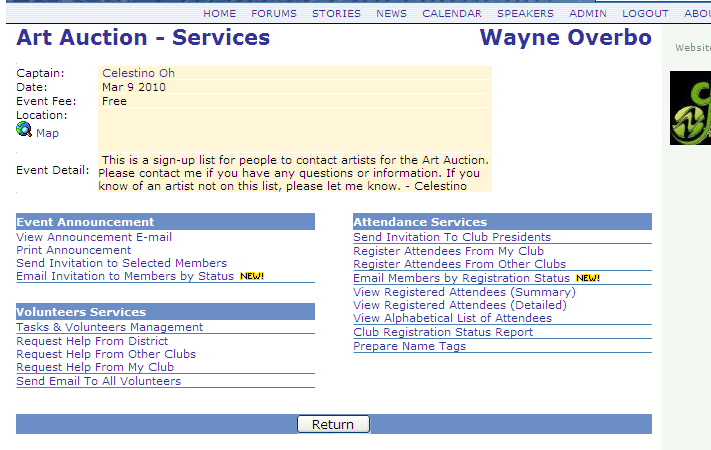 HOME FORUMS STORIES NEWS CALENDAR SPEAKERS ADMIN LOGOUT
Art Auction - Services Wayne Overbo
Captain: Celestino Oh
Date: Mar 9 2010
Event Fee: Free
Location:
Map
Event Detail: This is a sign-up list for people to contact artists for the Art Auction.
Please contact me if you have any questions or information. If you
know of an artist not on this list, please let me know. - Celestino
Event Announcement
View Announcement E-mail
Print Announcement
Send Invitation to Selected Members
Email Invitation to Members by Status NEW!
Volunteers Services
Tasks & Volunteers Management
Request Help From District
Request Help From Other Clubs
Request Help From My Club
Send Email To All Volunteers
Attendance Services
Send Invitation To Club Presidents
Register Attendees From My Club
Register Attendees From Other Clubs
Email Members by Registration Status NEW!
View Registered Attendees (Summary)
View Registered Attendees (Detailed)
View Alphabetical List of Attendees
Club Registration Status Report
Prepare Name Tags
Return